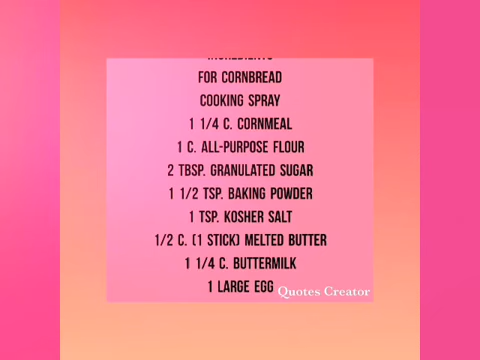 INGREDIENTS
FOR CORNBREAD
COOKING SPRAY
1 1/4 C. CORNMEAL
1 C. ALL-PURPOSE FLOUR
2 TBSP. GRANULATED SUGAR
1 1/2 TSP. BAKING POWDER
1 TSP. KOSHER SALT
1/2 C. (1 STICK) MELTED BUTTER
1 1/4 C. BUTTERMILK
1 LARGE EGG
Quotes Creator